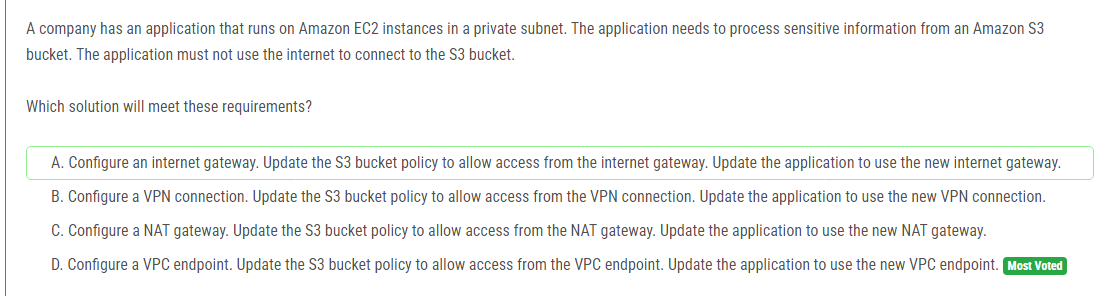 A company has an application that runs on Amazon EC2 instances in a private subnet. The application needs to process sensitive information from an Amazon S3
bucket. The application must not use the internet to connect to the S3 bucket.
Which solution will meet these requirements?
A. Configure an internet gateway. Update the S3 bucket policy to allow access from the internet gateway. Update the application to use the new internet gateway.
B. Configure a VPN connection. Update the S3 bucket policy to allow access from the VPN connection. Update the application to use the new VPN connection.
C. Configure a NAT gateway. Update the S3 bucket policy to allow access from the NAT gateway. Update the application to use the new NAT gateway.
D. Configure a VPC endpoint. Update the S3 bucket policy to allow access from the VPC endpoint. Update the application to use the new VPC endpoint. Most Voted